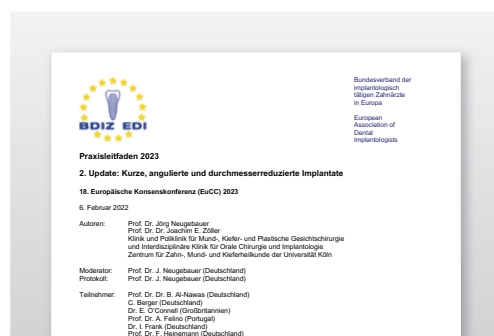 Bundesverband der
implantologisch
tätigen Zahnärzte
in Europa
European
Association of
Dental
Implantologists
BDIZ EDI
Praxisleitfaden 2023
2. Update: Kurze, angulierte und durchmesserreduzierte Implantate
18. Europäische Konsenskonferenz (EuCC) 2023
6. Februar 2022
Autoren: Prof. Dr. Jörg Neugebauer
Prof. Dr. Dr. Joachim E. Zöller
Klinik und Poliklinik für Mund-, Kiefer- und Plastische Gesichtschirurgie
und Interdisziplinäre Klinik für Orale Chirurgie und Implantologie
Zentrum für Zahn-, Mund- und Kieferheilkunde der Universität Köln
Moderator: Prof. Dr. J. Neugebauer (Deutschland)
Protokoll: Prof. Dr. J. Neugebauer (Deutschland)
Teilnehmer: Prof. Dr. Dr. B. Al-Nawas (Deutschland)
C. Berger (Deutschland)
Dr. E. O'Connell (Großbritannien)
Prof. Dr. A. Felino (Portugal)
Dr. I. Frank (Deutschland)
Prof. Dr. F. Heinemann (Deutschland)